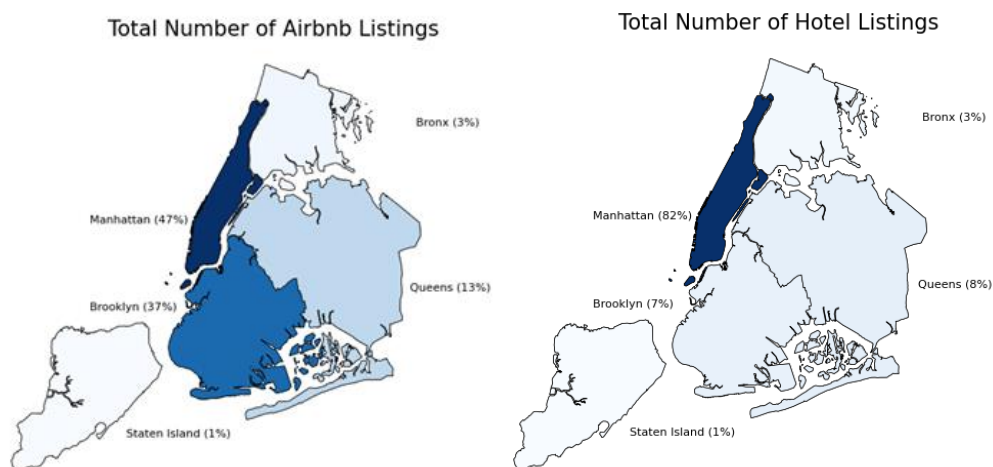 Total Number of Airbnb Listings
Bronx (3%)
Manhattan (47%)
Queens (13%)
Brooklyn (37%)
Staten Island (1%)
Total Number of Hotel Listings
Bronx (3%)
Manhattan (82%)
Queens (8%)
Brooklyn (7%)
Staten Island (1%)